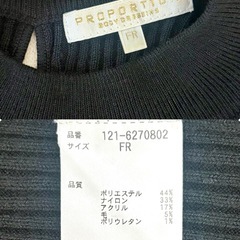 PROPORTION
BODY DRESSING
FR
品番 121-6270802
サイズ FR
品質
ポリエステル 44%
ナイロン 33%
アクリル 17%
毛 5%
ポリウレタン 1%